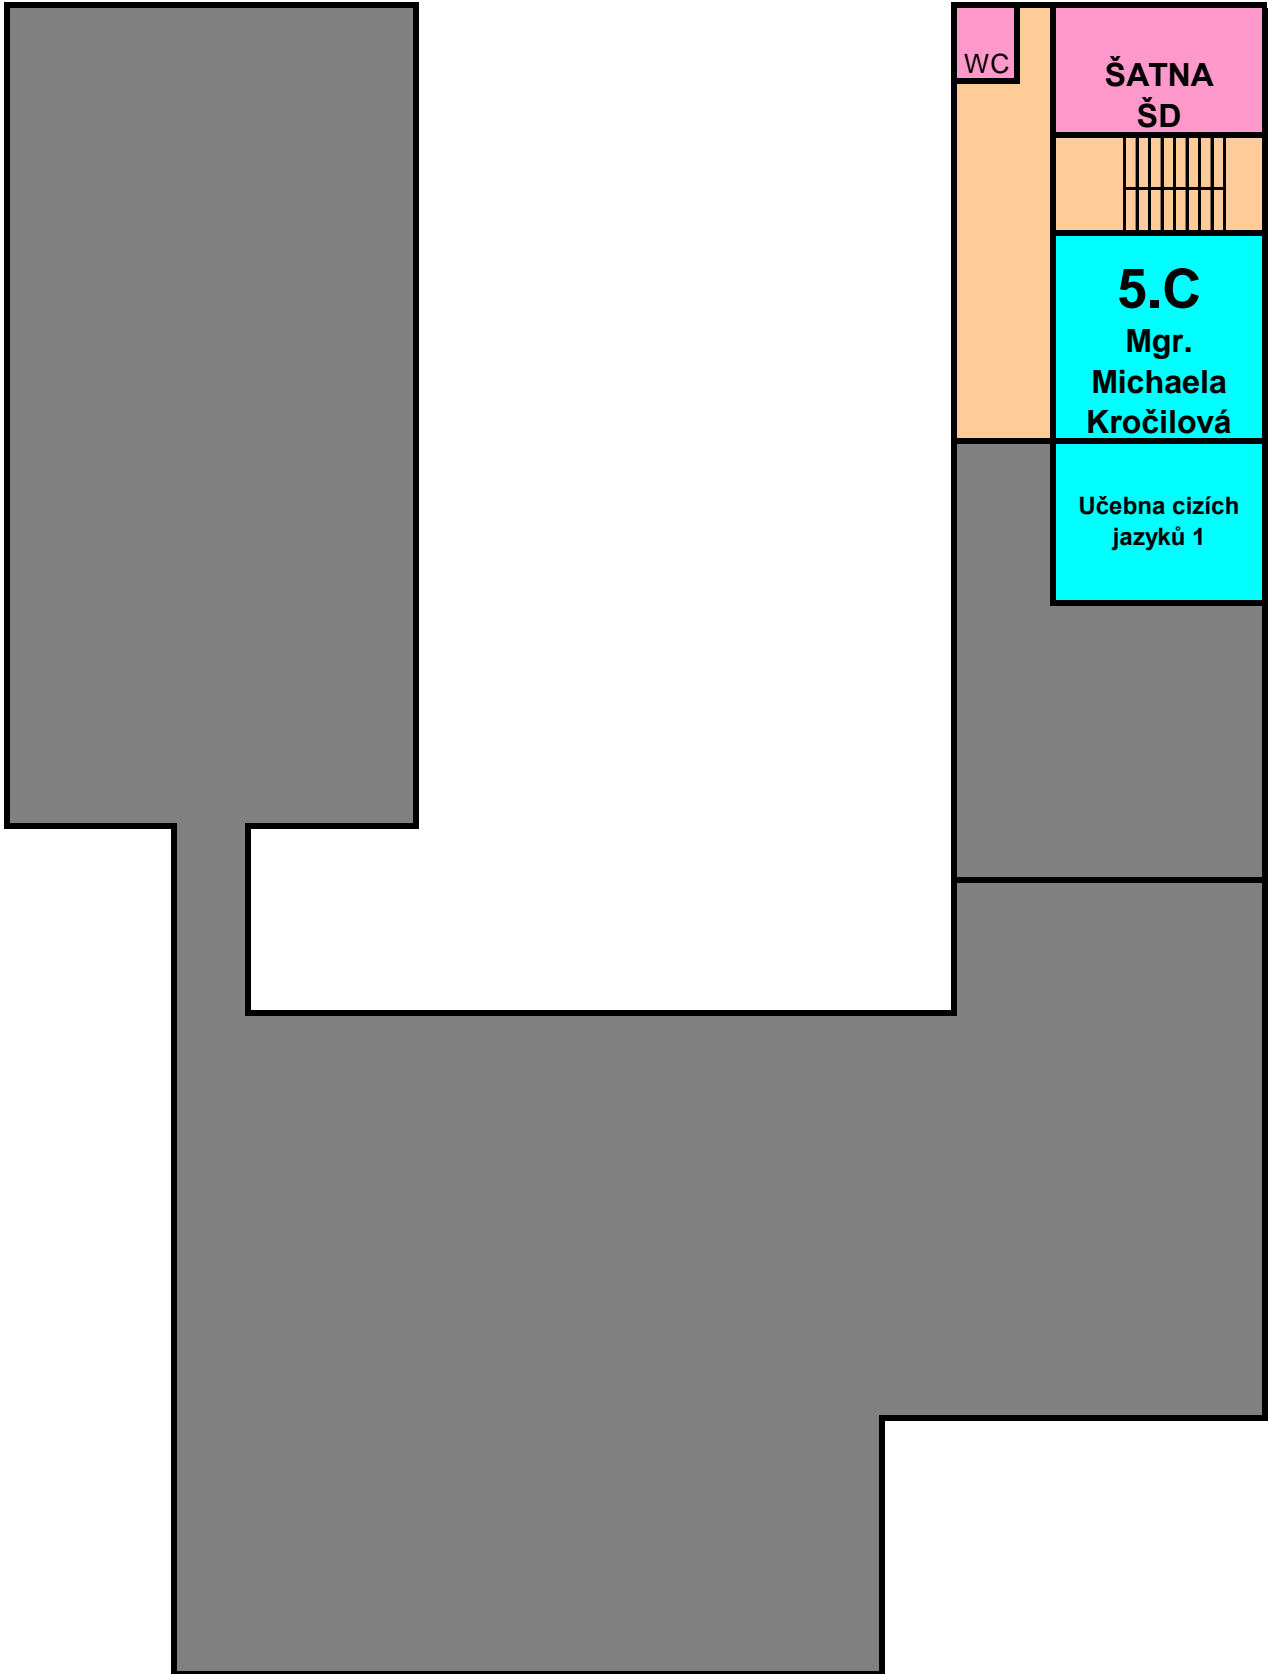 WC
ŠATNA
ŠD
5.C
Mgr.
Michaela
Kročilová
Učebna cizích
jazyků 1